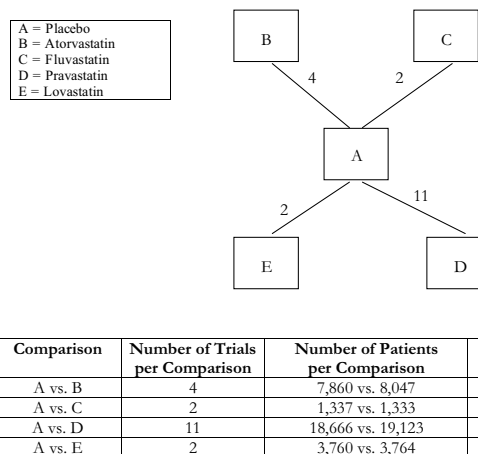 A = Placebo
B = Atorvastatin
C = Fluvastatin
D = Pravastatin
E = Lovastatin
B
C
4
2
A
2
11
E
D
Comparison Number of Trials per Comparison Number of Patients per Comparison
A vs. B 4 7,860 vs. 8,047
A vs. C 2 1,337 vs. 1,333
A vs. D 11 18,666 vs. 19,123
A vs. E 2 3,760 vs. 3,764